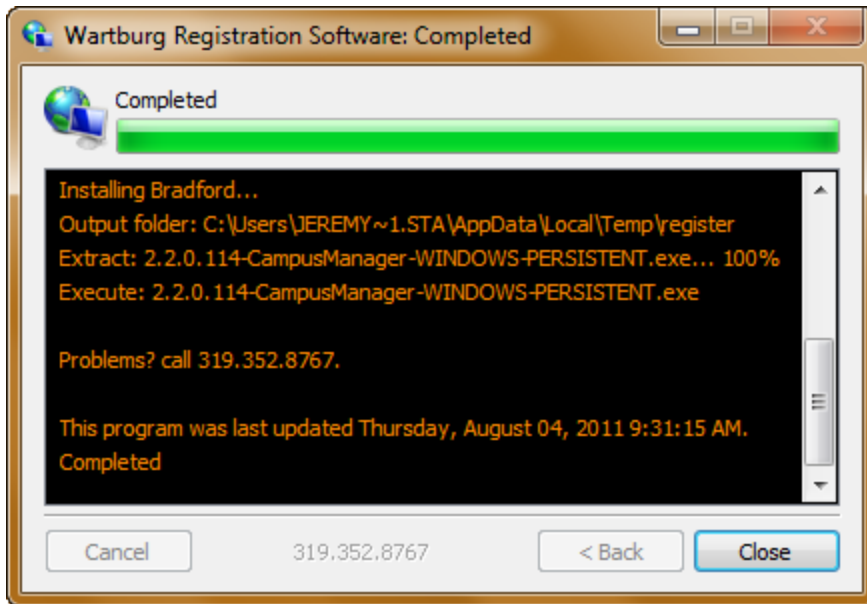 Wartburg Registration Software: Completed
Completed
Installing Bradford...
Output folder: C:\Users\JEREMY~1.STA\AppData\Local\Temp\register
Extract: 2.2.0.114-CampusManager-WINDOWS-PERSISTENT.exe... 100%
Execute: 2.2.0.114-CampusManager-WINDOWS-PERSISTENT.exe
Problems? call 319.352.8767.
This program was last updated Thursday, August 04, 2011 9:31:15 AM.
Completed
Cancel 319.352.8767 < Back Close